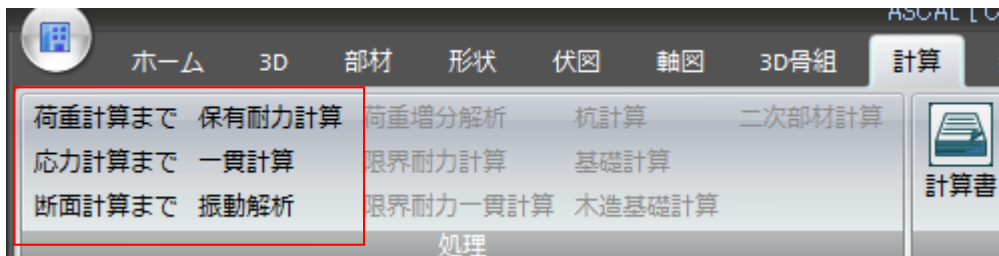 ASCAL [ C
ホーム 3D 部材 形状 伏図 軸図 3D骨組 計算
荷重計算まで 保有耐力計算 荷重増分解析 杭計算 二次部材計算
応力計算まで 一貫計算 限界耐力計算 基礎計算
断面計算まで 振動解析 限界耐力一貫計算 木造基礎計算
計算書
処理